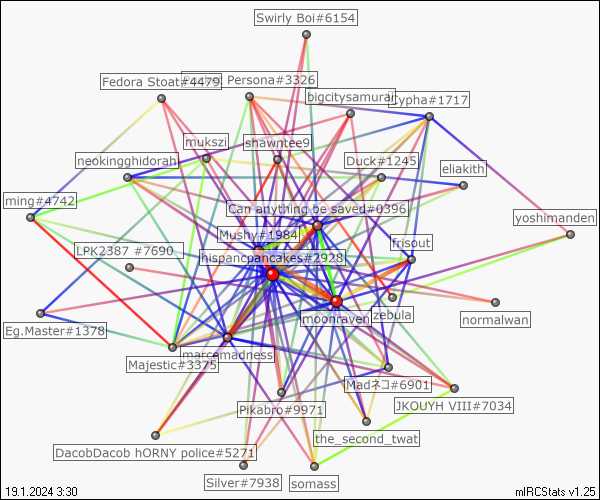 Swirly Boi#6154
Fedora Stoat#4479
Persona#3326
bigcitysamurai
Cypha#1717
mukszi
shawntee9
neokingghidorah
Duck#1245
eliakith
ming#4742
Can anything be saved#0396
yoshimanden
Mushy#1984
frisout
LPK2387 #7690
hispancpancakes#2928
moonraven
zebula
normalwan
Eg.Master#1378
marcemadness
Majestic#3375
Madネコ#6901
JKOUYH VIII#7034
Pikabro#9971
the_second_twat
DacobDacob hORNY police#5271
Silver#7938
somass
19.1.2024 3:30
mIRCStats v1.25